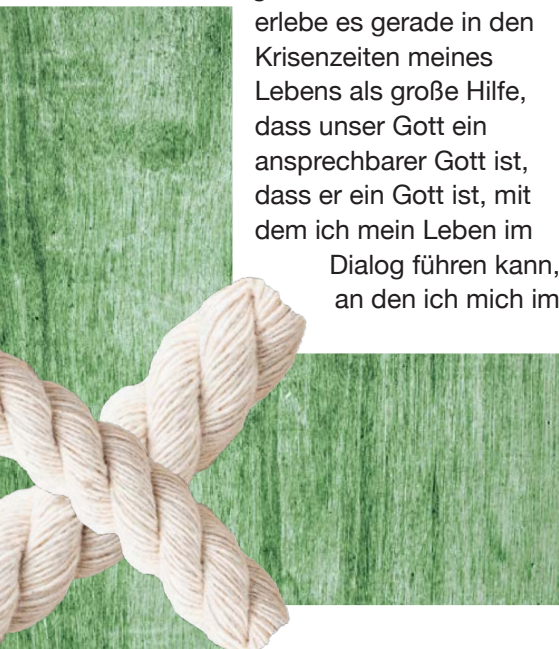 erlebe es gerade in den
Krisenzeiten meines
Lebens als große Hilfe,
dass unser Gott ein
ansprechbarer Gott ist,
dass er ein Gott ist, mit
dem ich mein Leben im
Dialog führen kann,
an den ich mich im